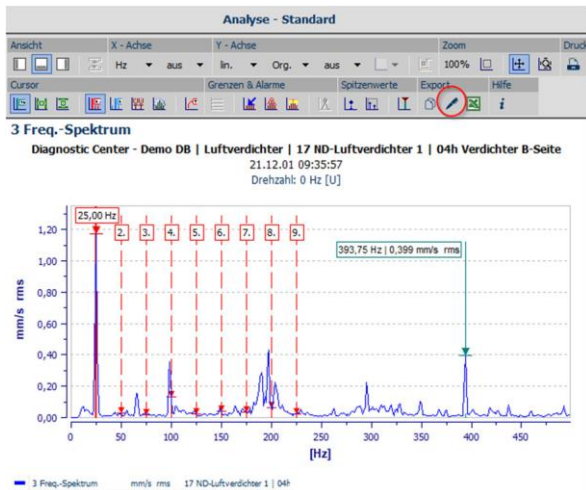 Analyse - Standard
Ansicht X - Achse Y - Achse Zoom Druck
Hz aus lin. Org. aus 100%
Cursor Grenzen & Alarme Spitzenwerte Export Hilfe
3 Freq.-Spektrum
Diagnostic Center - Demo DB | Luftverdichter | 17 ND-Luftverdichter 1 | 04h Verdichter B-Seite
21.12.01 09:35:57
Drehzahl: 0 Hz [U]
25,00 Hz
2. 3. 4. 5. 6. 7. 8. 9.
393,75 Hz | 0,399 mm/s rms
mm/s rms
1,20
1,00
0,80
0,60
0,40
0,20
0,00
0 50 100 150 200 250 300 350 400 450
[Hz]
3 Freq.-Spektrum mm/s rms 17 ND-Luftverdichter 1 | 04h